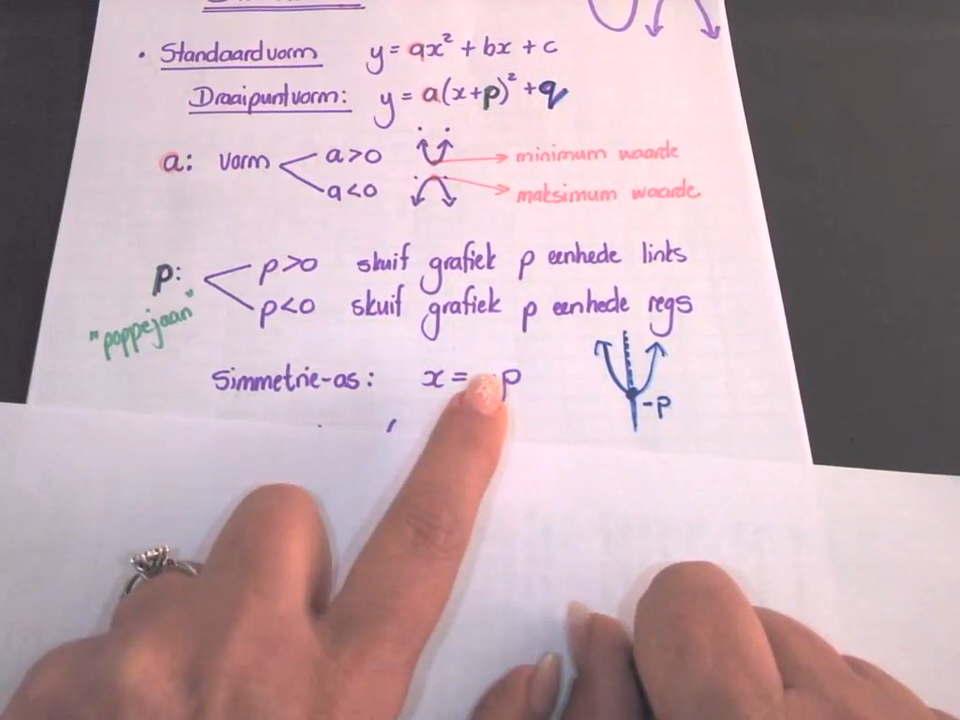 • Standaardvorm y = ax² + bx + c
Draaipuntvorm: y = a(x+p)² + q
a: vorm a>0 minimum waarde
a<0 maksimum waarde
p: p>0 skuif grafiek p eenhede links
"poppejaan" p<0 skuif grafiek p eenhede regs
Simmetrie-as: x = p
-p